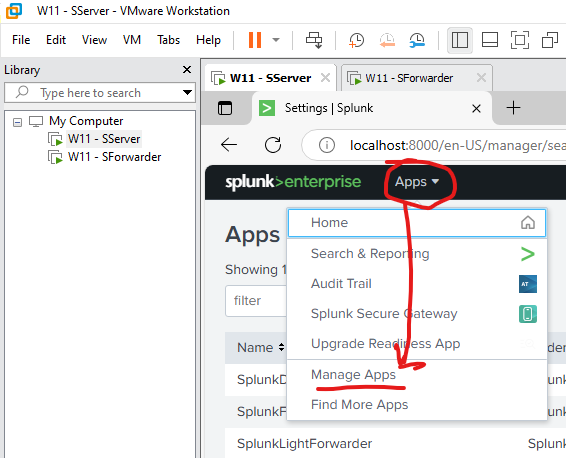 W11 - SServer - VMware Workstation
File Edit View VM Tabs Help
Library
Type here to search
My Computer
W11 - SServer
W11 - SForwarder
W11 - SServer
W11 - SForwarder
Settings | Splunk
localhost:8000/en-US/manager/sea
splunk>enterprise Apps
Apps
Showing 1
filter
Name
SplunkD
SplunkF
SplunkLightForwarder
Home
Search & Reporting
Audit Trail
AT
Splunk Secure Gateway
Upgrade Readiness App
Manage Apps
Find More Apps
der
Splun